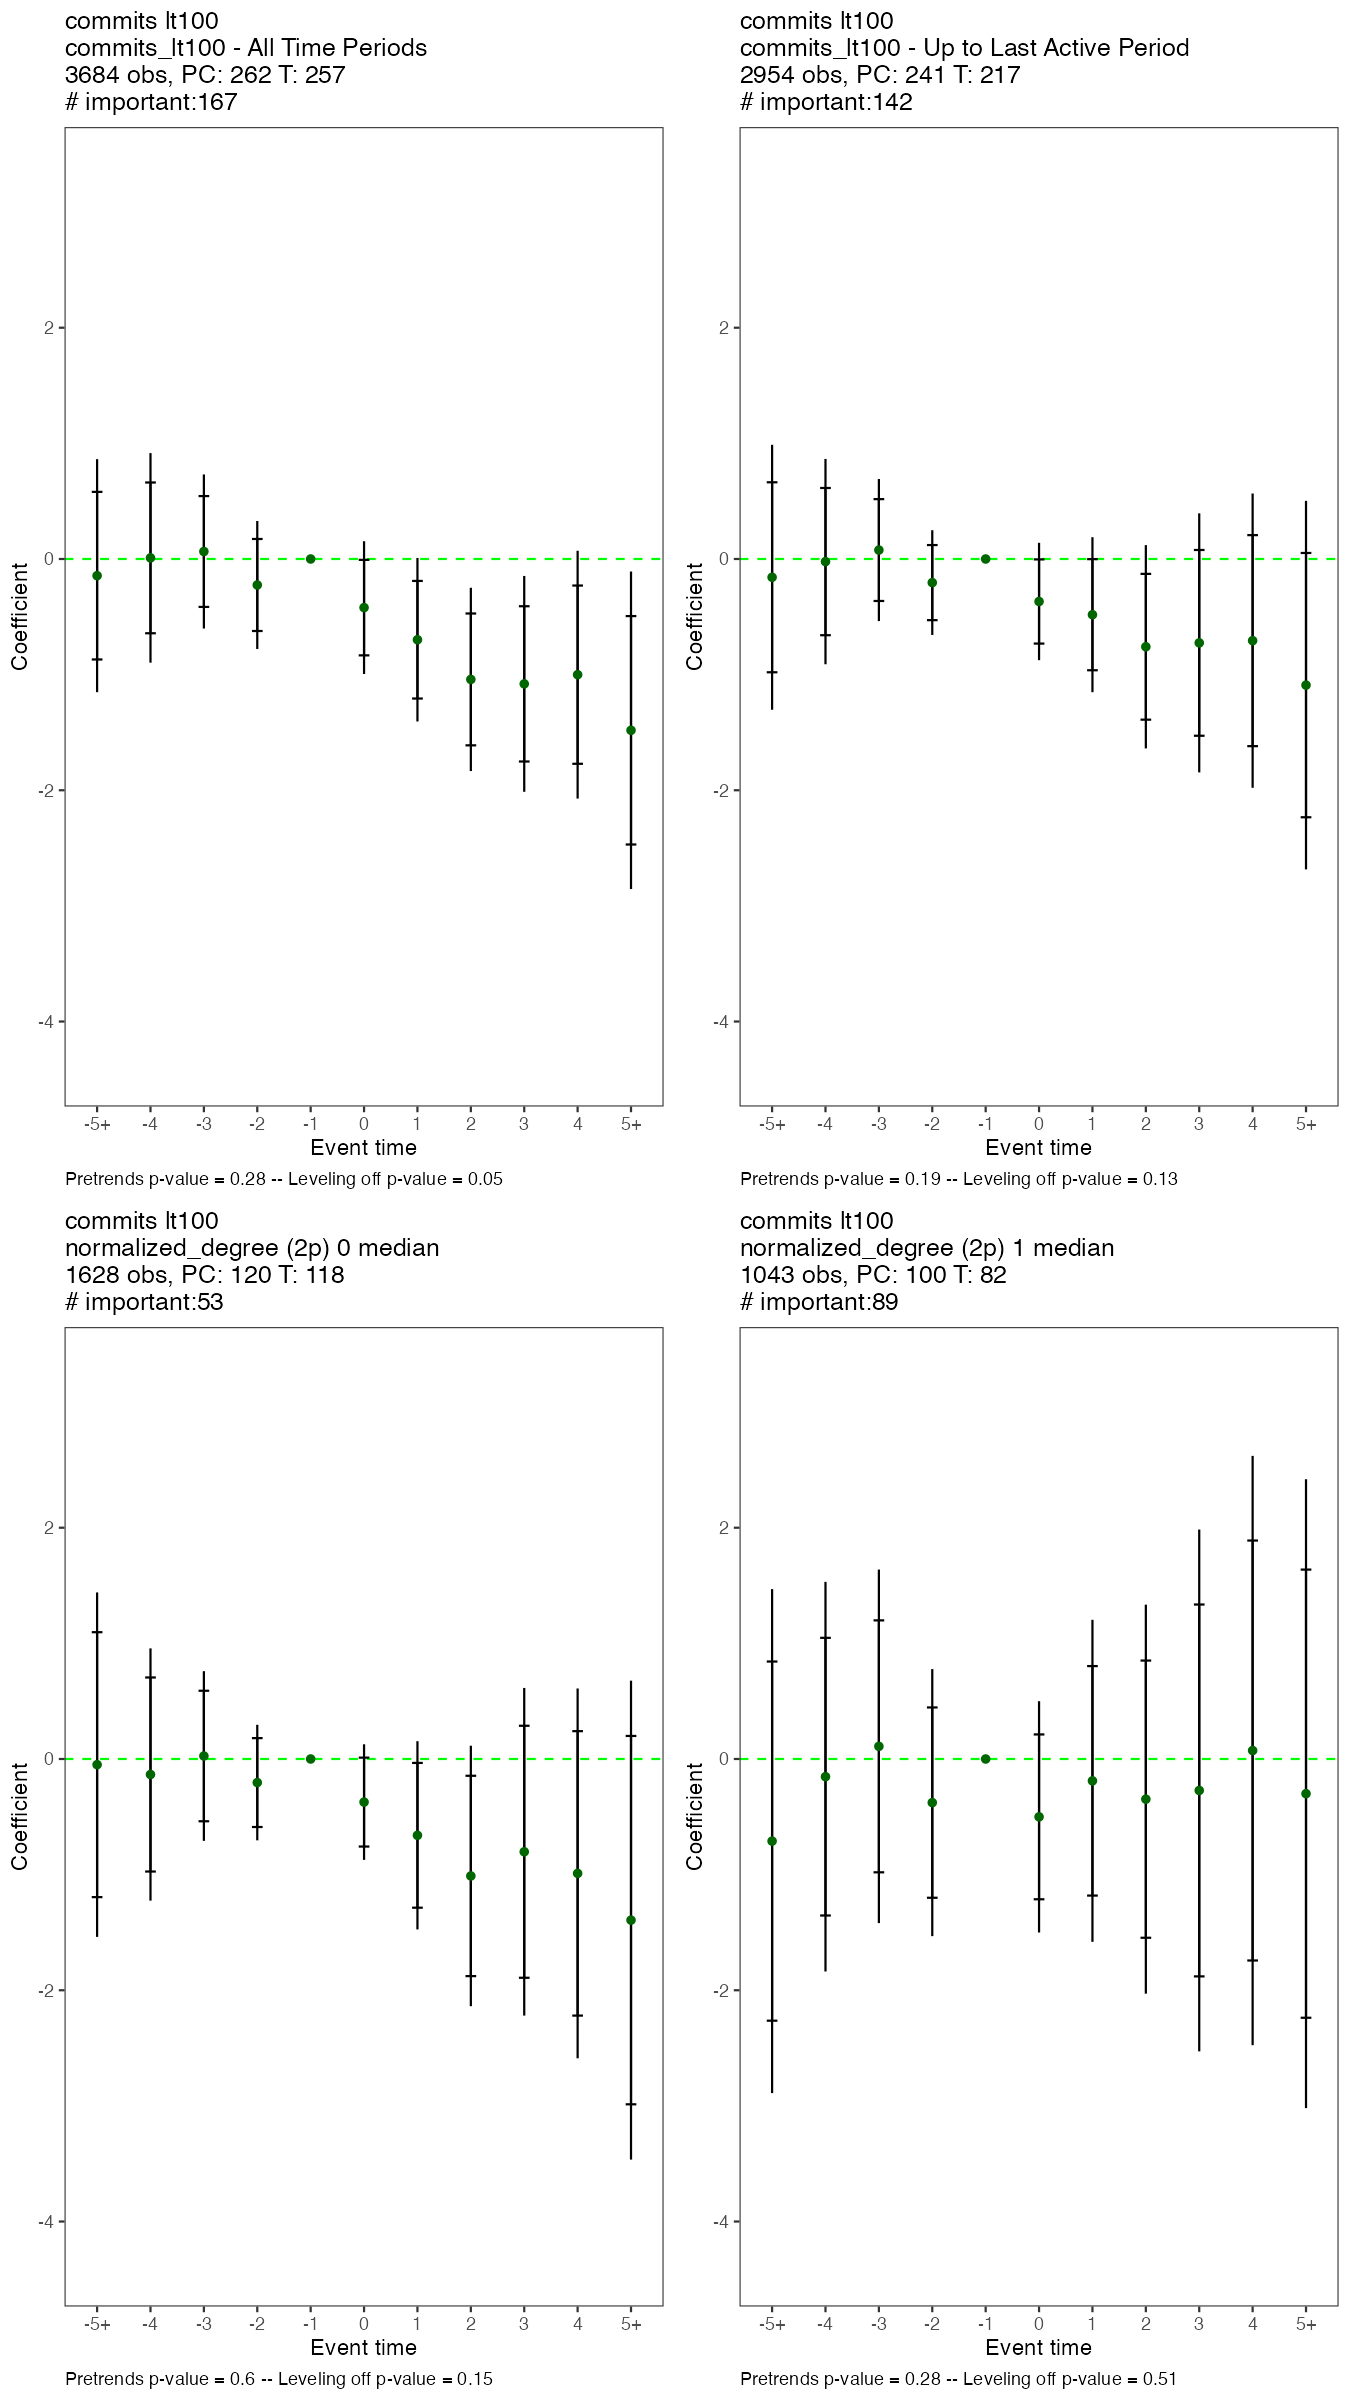 commits lt100
commits_lt100 - All Time Periods
3684 obs, PC: 262 T: 257
# important:167
2
0
-2
-4
Coefficient
-5+ -4 -3 -2 -1 0 1 2 3 4 5+
Event time
Pretrends p-value = 0.28 -- Leveling off p-value = 0.05
commits lt100
commits_lt100 - Up to Last Active Period
2954 obs, PC: 241 T: 217
# important:142
2
0
-2
-4
Coefficient
-5+ -4 -3 -2 -1 0 1 2 3 4 5+
Event time
Pretrends p-value = 0.19 -- Leveling off p-value = 0.13
commits lt100
normalized_degree (2p) 0 median
1628 obs, PC: 120 T: 118
# important:53
2
0
-2
-4
Coefficient
-5+ -4 -3 -2 -1 0 1 2 3 4 5+
Event time
Pretrends p-value = 0.6 -- Leveling off p-value = 0.15
commits lt100
normalized_degree (2p) 1 median
1043 obs, PC: 100 T: 82
# important:89
2
0
-2
-4
Coefficient
-5+ -4 -3 -2 -1 0 1 2 3 4 5+
Event time
Pretrends p-value = 0.28 -- Leveling off p-value = 0.51